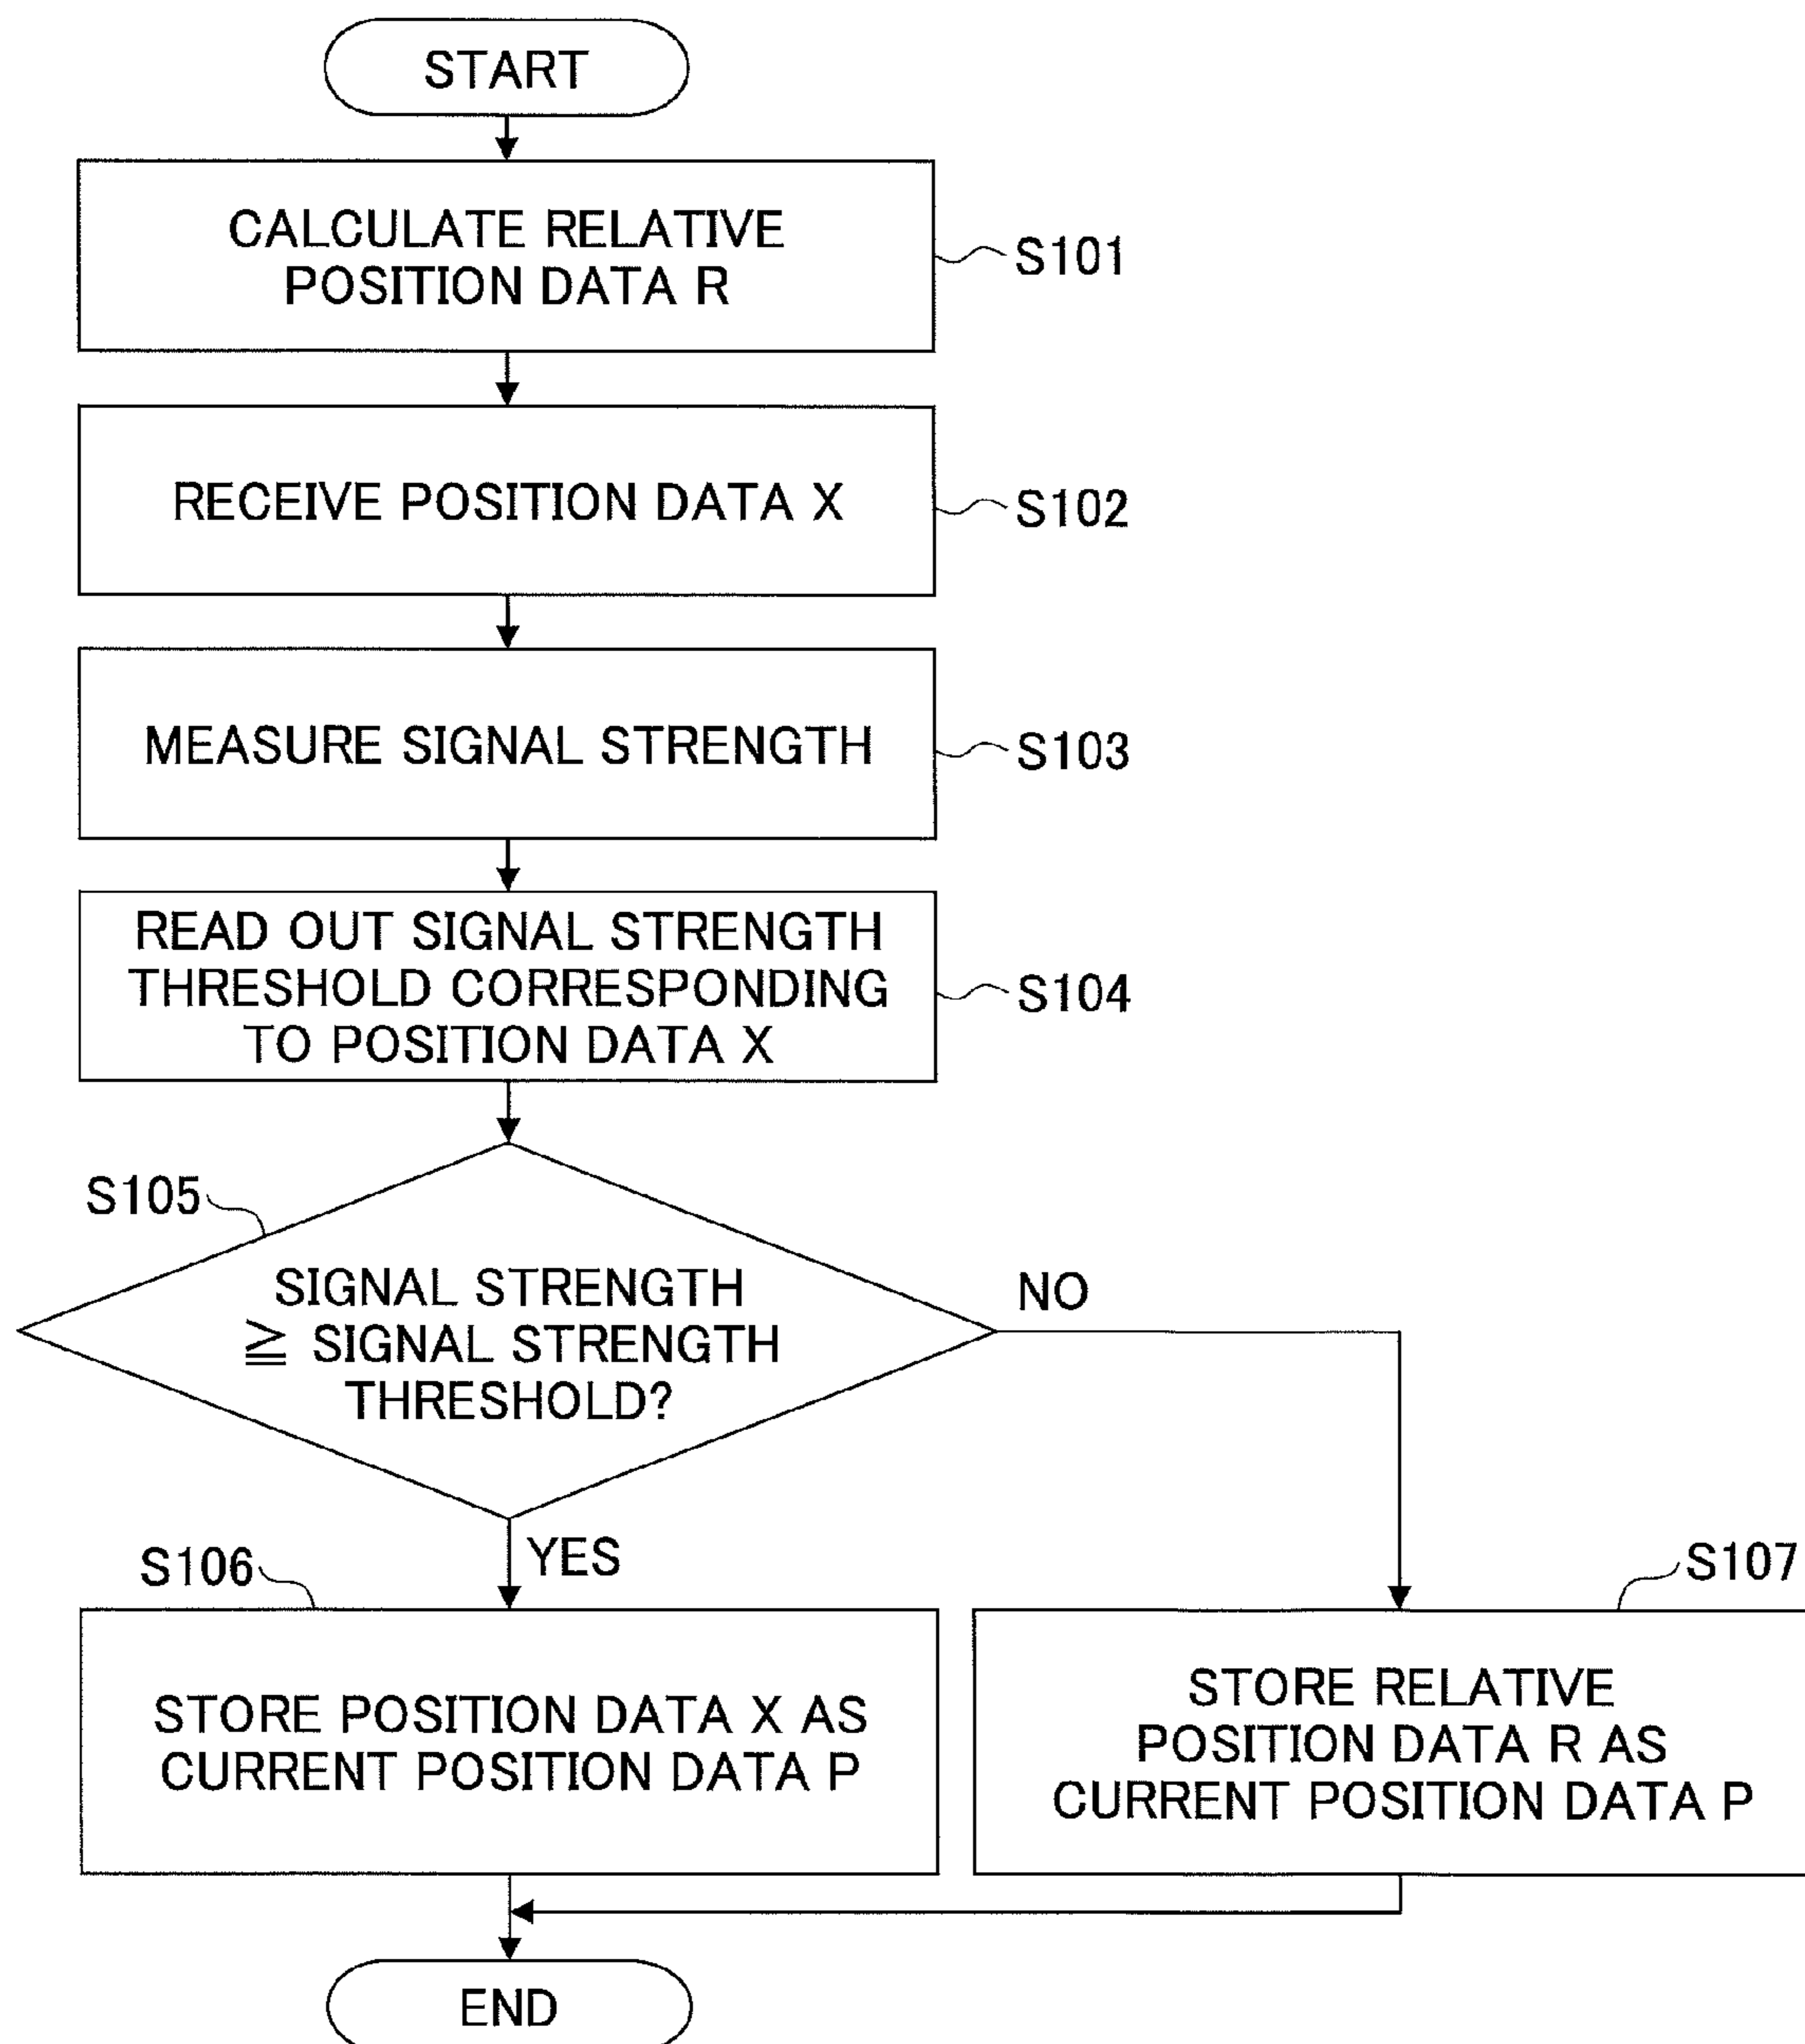 START
CALCULATE RELATIVE
POSITION DATA R
S101
RECEIVE POSITION DATA X
S102
MEASURE SIGNAL STRENGTH
S103
READ OUT SIGNAL STRENGTH
THRESHOLD CORRESPONDING
TO POSITION DATA X
S104
S105
SIGNAL STRENGTH
≧ SIGNAL STRENGTH
THRESHOLD?
NO
YES
S106
STORE POSITION DATA X AS
CURRENT POSITION DATA P
S107
STORE RELATIVE
POSITION DATA R AS
CURRENT POSITION DATA P
END